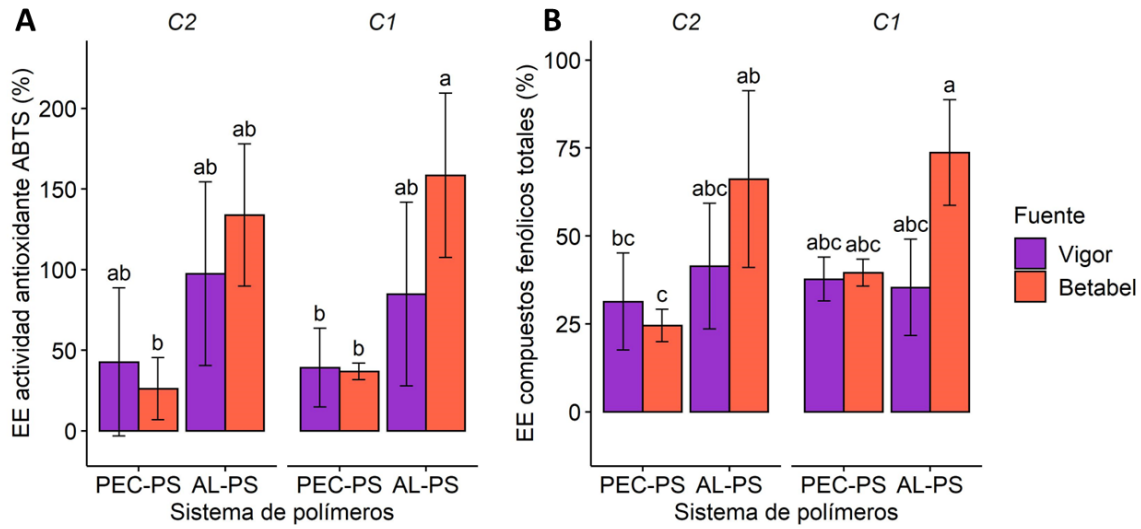 A
C2
C1
EE actividad antioxidante ABTS (%)
200
150
100
50
0
ab
b
ab
ab
b
b
ab
a
PEC-PS
AL-PS
PEC-PS
AL-PS
Sistema de polímeros
B
C2
C1
EE compuestos fenólicos totales (%)
100
75
50
25
0
bc
c
abc
ab
abc
abc
abc
a
PEC-PS
AL-PS
PEC-PS
AL-PS
Sistema de polímeros
Fuente
Vigor
Betabel